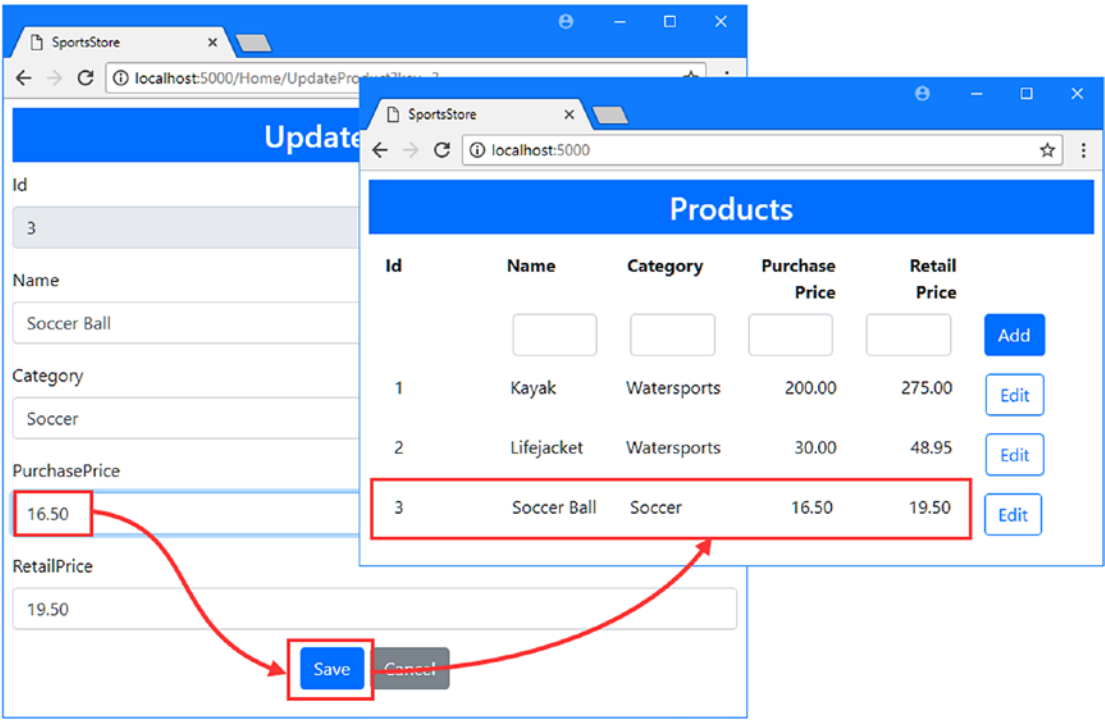 SportsStore
localhost:5000/Home/UpdateProduct?key=3
Update
Id
3
Name
Soccer Ball
Category
Soccer
PurchasePrice
16.50
RetailPrice
19.50
Save Cancel
SportsStore
localhost:5000
Products
Id Name Category Purchase Price Retail Price
Add
1 Kayak Watersports 200.00 275.00 Edit
2 Lifejacket Watersports 30.00 48.95 Edit
3 Soccer Ball Soccer 16.50 19.50 Edit